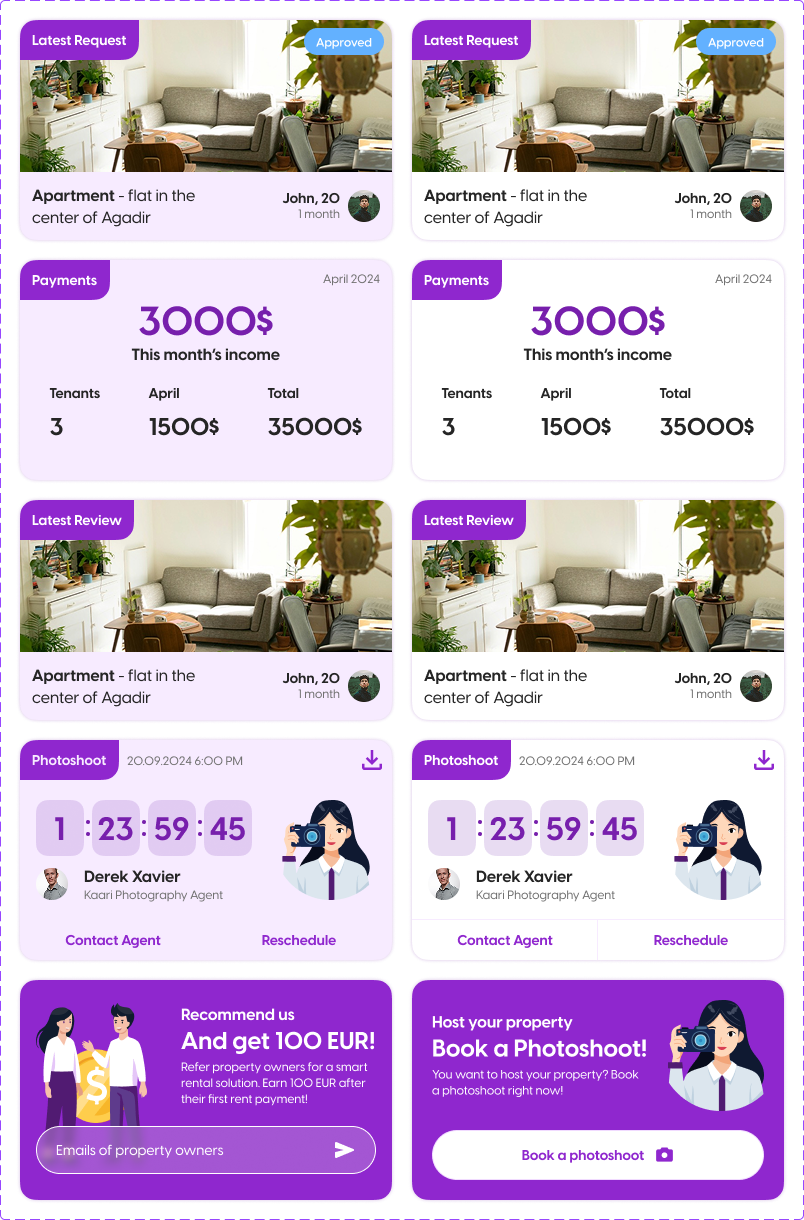 Latest Request
Approved
Apartment - flat in the
center of Agadir
John, 20
1 month
Latest Request
Approved
Apartment - flat in the
center of Agadir
John, 20
1 month
Payments
April 2024
3000$
This month’s income
Tenants
April
Total
3
1500$
35000$
Payments
April 2024
3000$
This month’s income
Tenants
April
Total
3
1500$
35000$
Latest Review
Apartment - flat in the
center of Agadir
John, 20
1 month
Latest Review
Apartment - flat in the
center of Agadir
John, 20
1 month
Photoshoot
20.09.2024 6:00 PM
1 : 23 : 59 : 45
Derek Xavier
Kaari Photography Agent
Contact Agent
Reschedule
Photoshoot
20.09.2024 6:00 PM
1 : 23 : 59 : 45
Derek Xavier
Kaari Photography Agent
Contact Agent
Reschedule
$
Recommend us
And get 100 EUR!
Refer property owners for a smart
rental solution. Earn 100 EUR after
their first rent payment!
Emails of property owners
Host your property
Book a Photoshoot!
You want to host your property? Book
a photoshoot right now!
Book a photoshoot